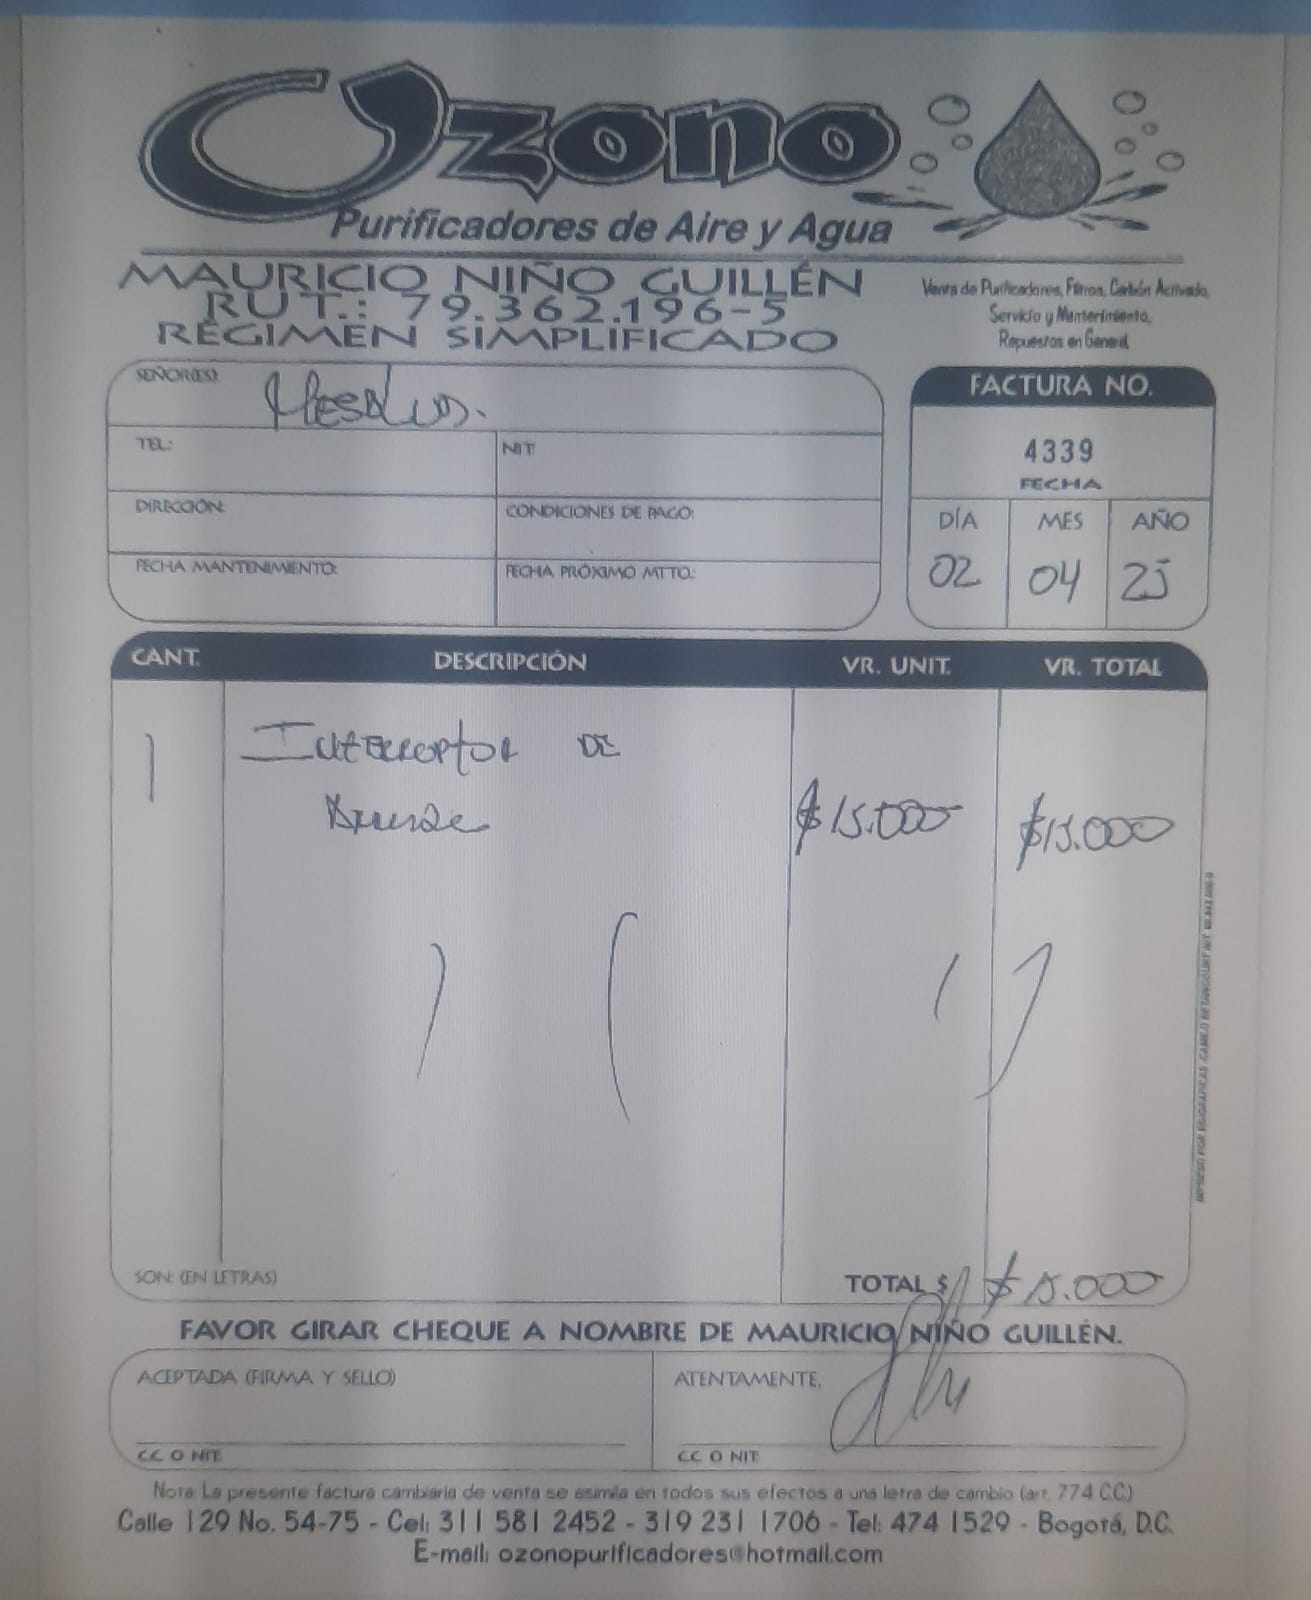 Ozono
Purificadores de Aire y Agua
MAURICIO NIÑO GUILLÉN
RUT.: 79.362.196-5
RÉGIMEN SIMPLIFICADO
Venta de Purificadores, Filtros, Carbón Activado,
Servicio y Mantenimiento,
Repuestos en General,
SEÑOR(ES):
TEL:
NIT:
DIRECCIÓN:
CONDICIONES DE PAGO:
FECHA MANTENIMIENTO:
FECHA PRÓXIMO MTTO.:
FACTURA NO.
4339
FECHA
DÍA MES AÑO
02 04 25
CANT. DESCRIPCIÓN VR. UNIT. VR. TOTAL
1 Interruptor DE
$15.000 $15.000
SON: (EN LETRAS)
TOTAL $ $15.000
FAVOR GIRAR CHEQUE A NOMBRE DE MAURICIO NIÑO GUILLÉN.
ACEPTADA (FIRMA Y SELLO)
ATENTAMENTE,
CC O NIT
CC O NIT
Nota: La presente factura cambiaria de venta se asimila en todos sus efectos a una letra de cambio (art. 774 C.C.)
Calle 129 No. 54-75 - Cel: 311 581 2452 - 319 231 1706 - Tel: 474 1529 - Bogotá, D.C.
E-mail: ozonopurificadores@hotmail.com